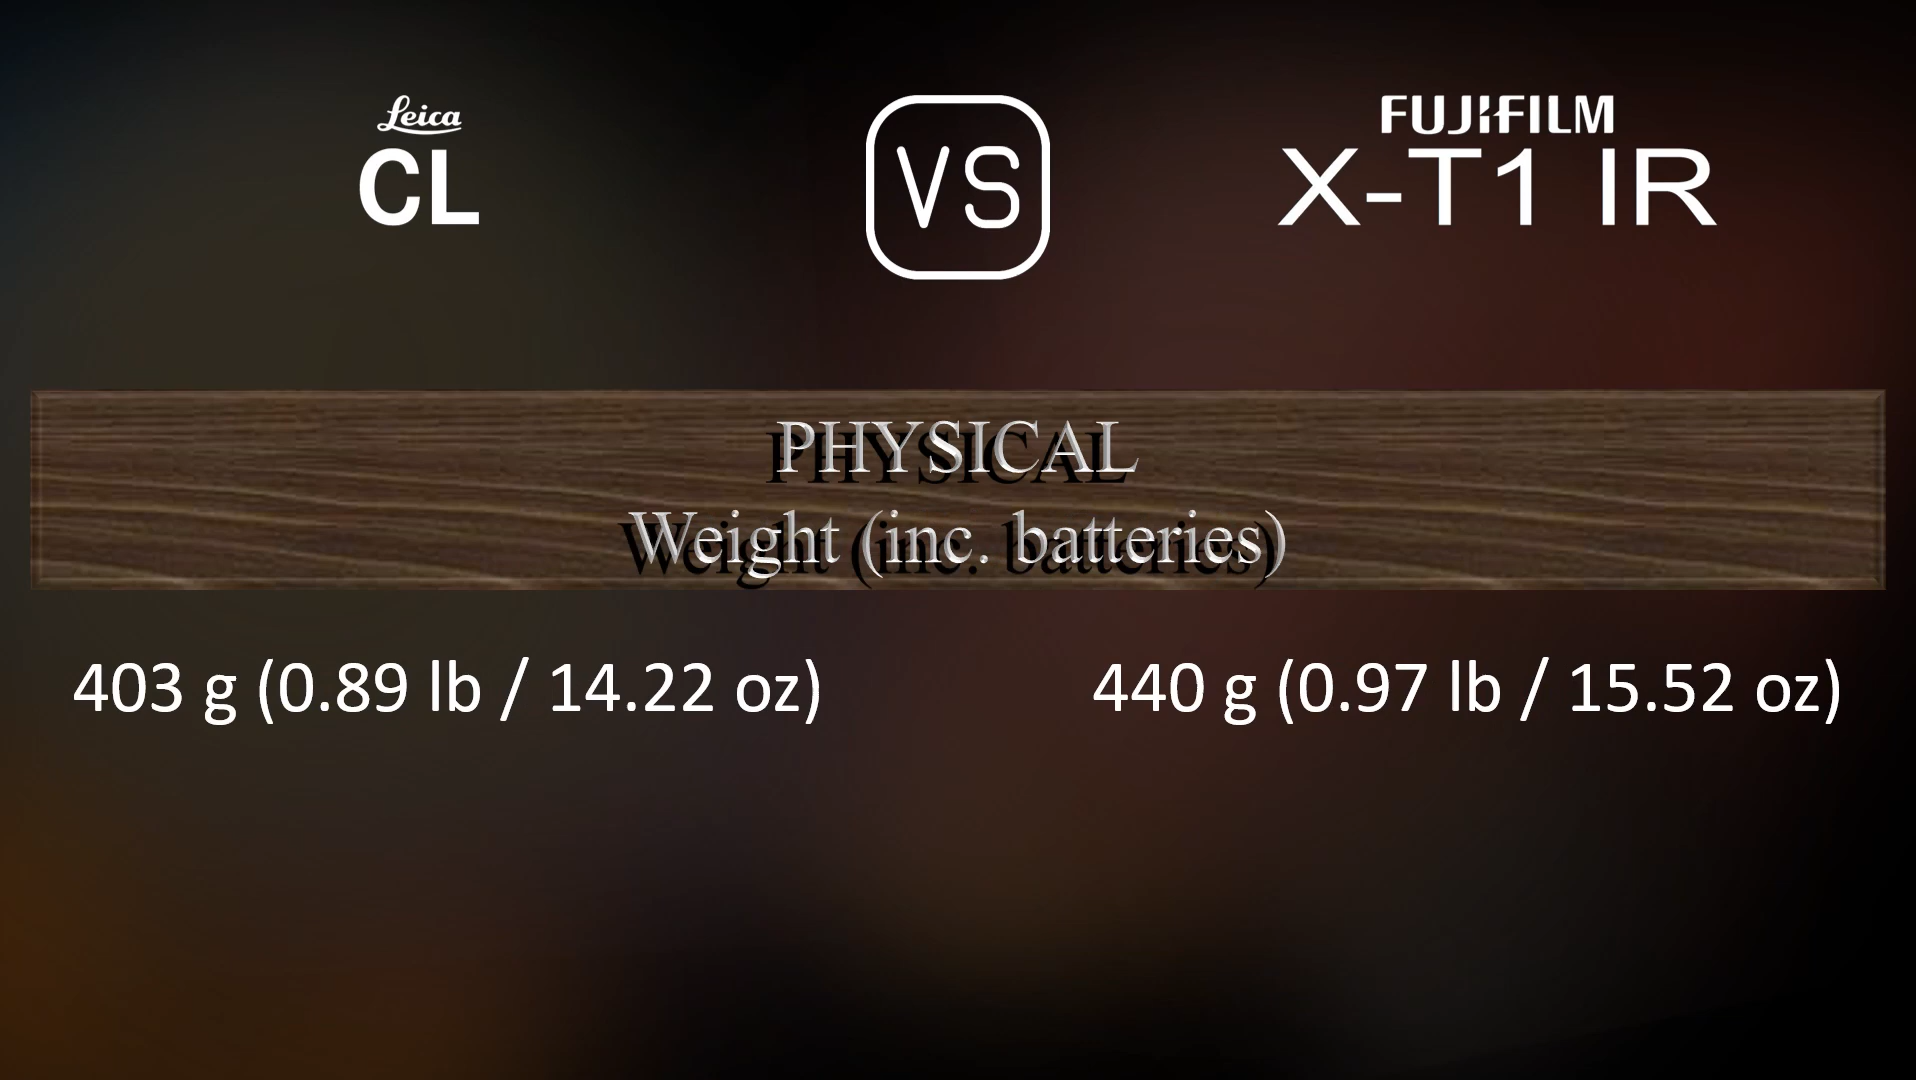 Leica
CL
VS
FUJIFILM
X-T1 IR
PHYSICAL
Weight (inc. batteries)
403 g (0.89 lb / 14.22 oz)
440 g (0.97 lb / 15.52 oz)